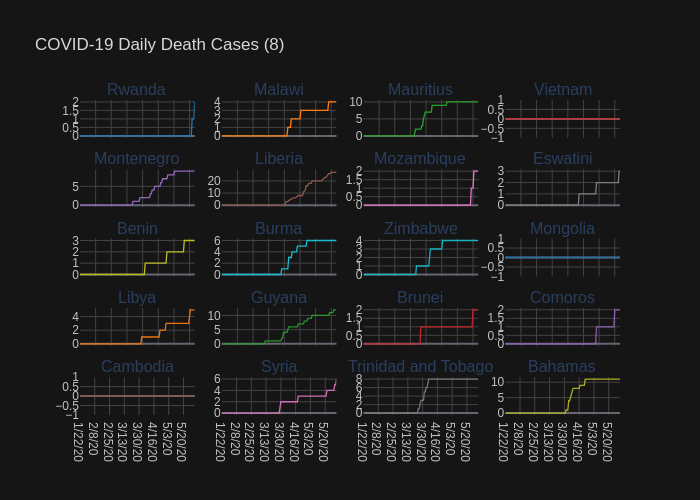 COVID-19 Daily Death Cases (8)
Rwanda Malawi Mauritius Vietnam
2 1.5 1 0.5 0
4 3 2 1 0
10 5 0
1 0.5 0 −0.5 −1
Montenegro Liberia Mozambique Eswatini
5 0
20 10 0
2 1.5 1 0.5 0
3 2 1 0
Benin Burma Zimbabwe Mongolia
3 2 1 0
6 4 2 0
4 3 2 1 0
1 0.5 0 −0.5 −1
Libya Guyana Brunei Comoros
4 2 0
10 5 0
2 1.5 1 0.5 0
2 1.5 1 0.5 0
Cambodia Syria Trinidad and Tobago Bahamas
1 0.5 0 −0.5 −1
6 4 2 0
8 6 4 2 0
10 5 0
1/22/20 2/8/20 2/25/20 3/13/20 3/30/20 4/16/20 5/3/20 5/20/20
1/22/20 2/8/20 2/25/20 3/13/20 3/30/20 4/16/20 5/3/20 5/20/20
1/22/20 2/8/20 2/25/20 3/13/20 3/30/20 4/16/20 5/3/20 5/20/20
1/22/20 2/8/20 2/25/20 3/13/20 3/30/20 4/16/20 5/3/20 5/20/20